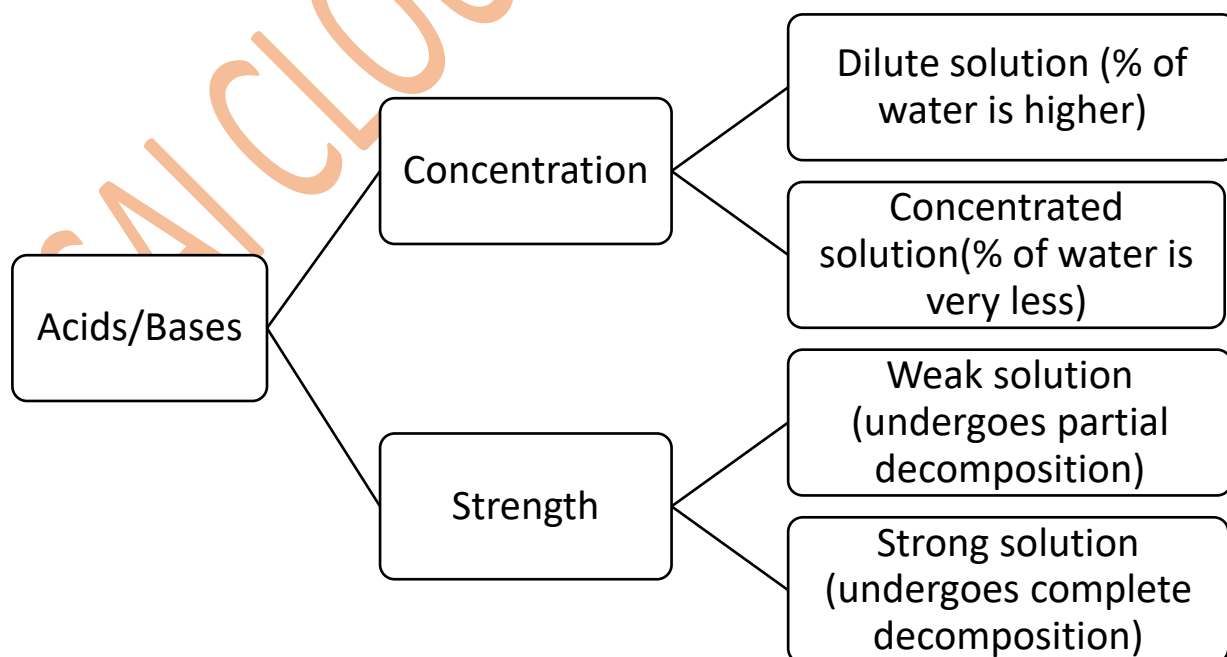 Acids/Bases
Concentration
Dilute solution (% of
water is higher)
Concentrated
solution(% of water is
very less)
Strength
Weak solution
(undergoes partial
decomposition)
Strong solution
(undergoes complete
decomposition)